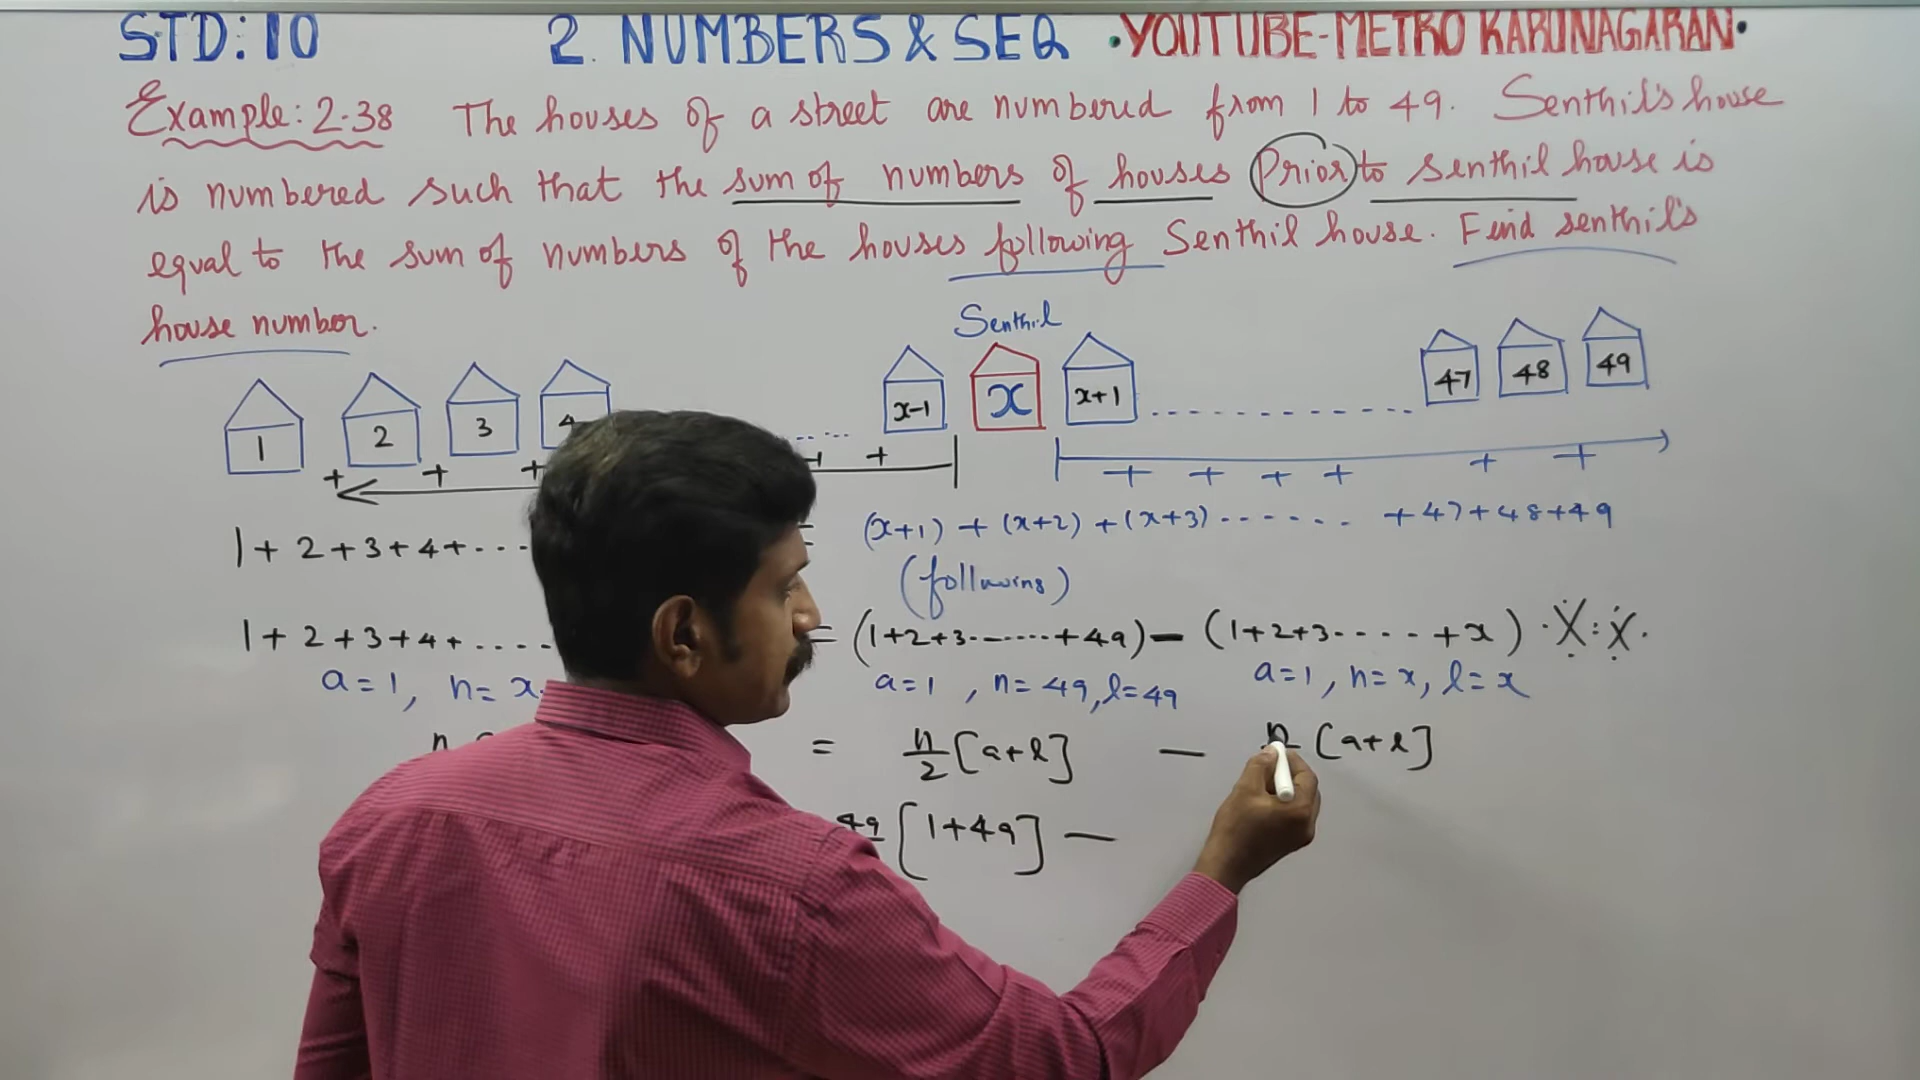 STD: 10 2. NUMBERS & SEQ •YOUTUBE-METRO KARUNAGARAN•
Example: 2.38 The houses of a street are numbered from 1 to 49. Senthil's house
is numbered such that the sum of numbers of houses Prior to senthil house is
equal to the sum of numbers of the houses following Senthil house. Find senthil's
house number.
Senthil
1 2 3 4 ..... x-1 x x+1 .............. 47 48 49
+ + + + + + + + + + +
1 + 2 + 3 + 4 + ... = (x+1) + (x+2) + (x+3) ...... + 47 + 48 + 49
(following)
1 + 2 + 3 + 4 + .... = (1+2+3.......+49) - (1+2+3.....+x)
a = 1, n = x a = 1, n = 49, l = 49 a = 1, n = x, l = x
n = n/2 [a+l] - n [a+l]
49 [1+49] -